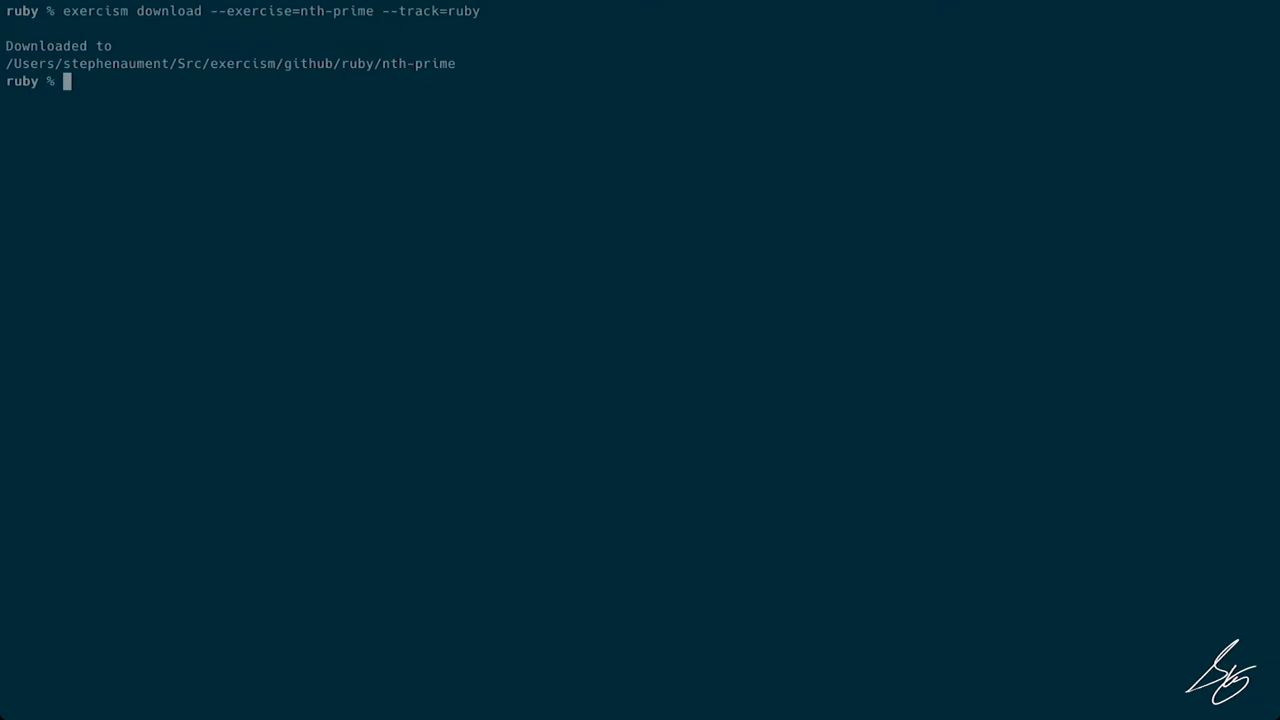 ruby % exercism download --exercise=nth-prime --track=ruby
Downloaded to
/Users/stephenaument/Src/exercism/github/ruby/nth-prime
ruby %